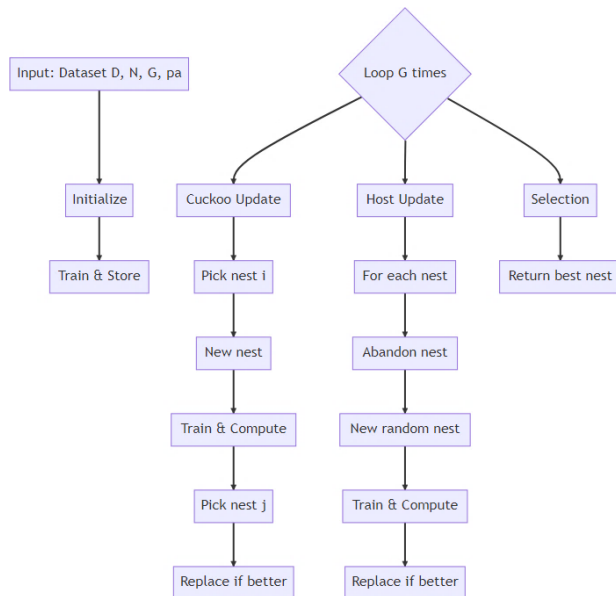 Input: Dataset D, N, G, pa
Loop G times
Initialize
Cuckoo Update
Host Update
Selection
Train & Store
Pick nest i
For each nest
Return best nest
New nest
Abandon nest
Train & Compute
New random nest
Pick nest j
Train & Compute
Replace if better
Replace if better